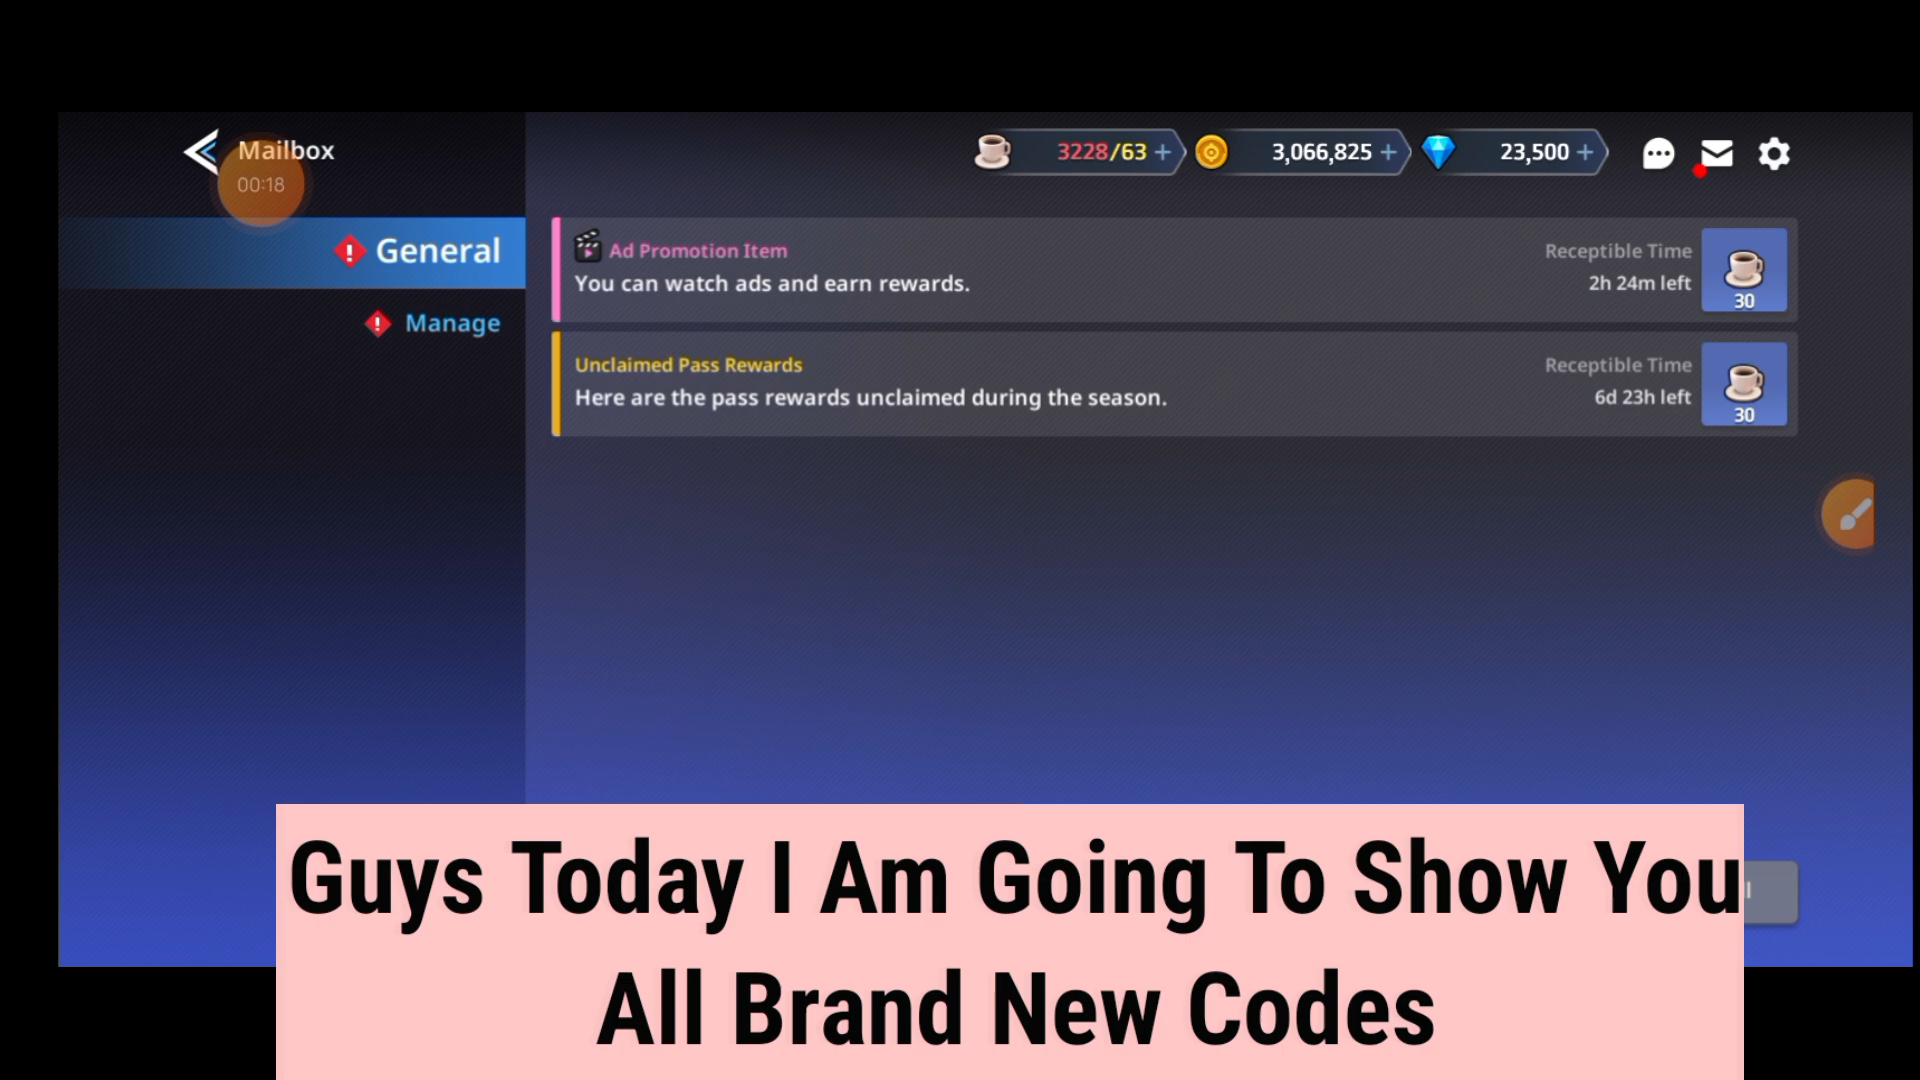 Mailbox
00:18
3228/63 +
3,066,825 +
23,500 +
General
Manage
Ad Promotion Item
You can watch ads and earn rewards.
Receptible Time
2h 24m left
30
Unclaimed Pass Rewards
Here are the pass rewards unclaimed during the season.
Receptible Time
6d 23h left
30
Guys Today I Am Going To Show You
All Brand New Codes